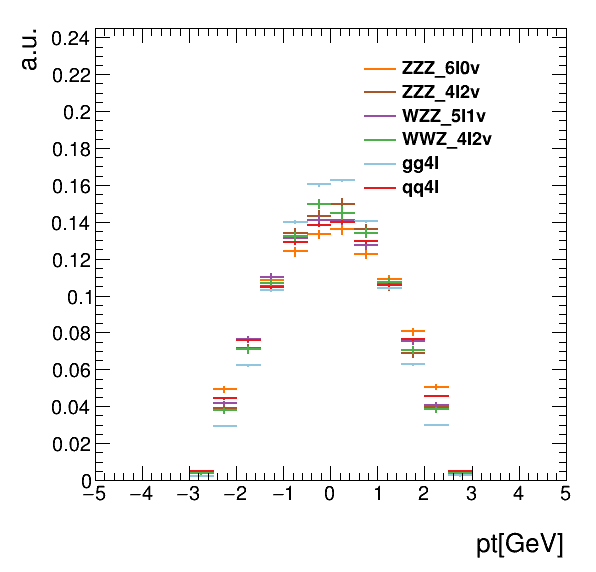 a.u.
0.24
0.22
0.2
0.18
0.16
0.14
0.12
0.1
0.08
0.06
0.04
0.02
0
ZZZ_6l0v
ZZZ_4l2v
WZZ_5l1v
WWZ_4l2v
gg4l
qq4l
−5 −4 −3 −2 −1 0 1 2 3 4 5
pt[GeV]